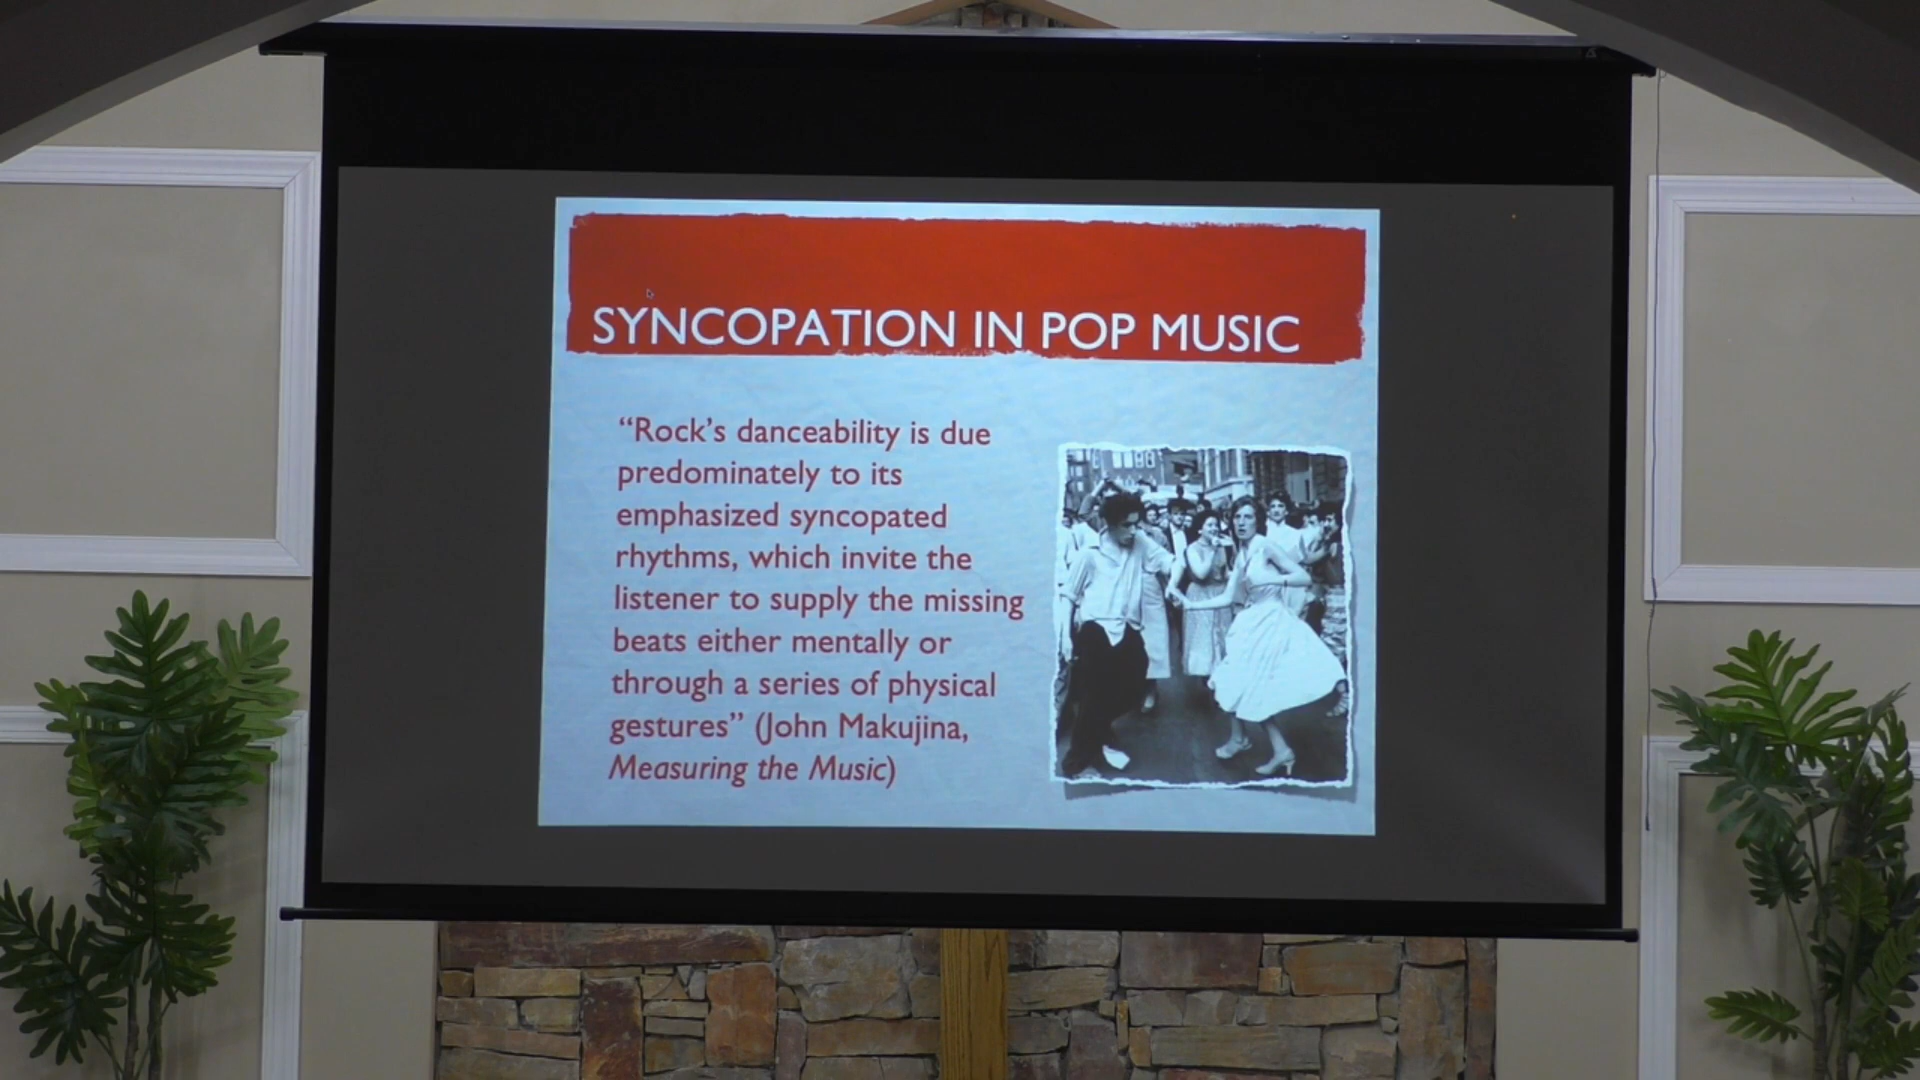 SYNCOPATION IN POP MUSIC
“Rock’s danceability is due
predominately to its
emphasized syncopated
rhythms, which invite the
listener to supply the missing
beats either mentally or
through a series of physical
gestures” (John Makujina,
Measuring the Music)